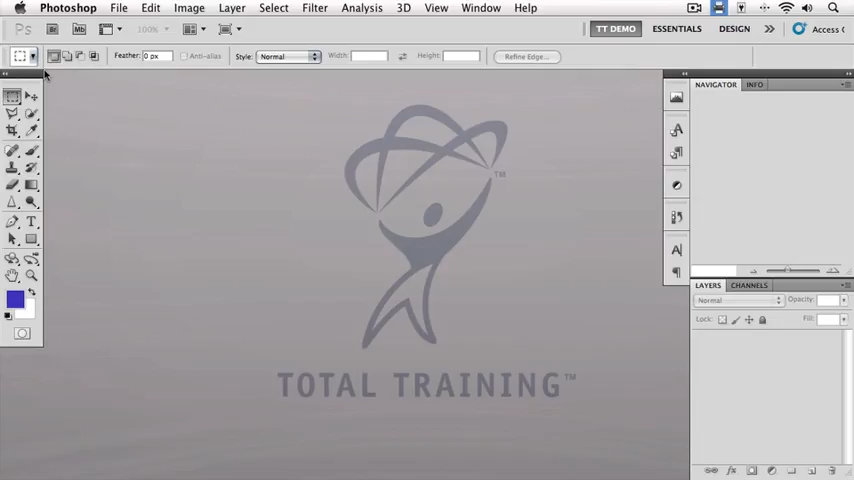 Photoshop File Edit Image Layer Select Filter Analysis 3D View Window Help
Ps Br Mb 100% TT DEMO ESSENTIALS DESIGN >> Access
Feather: 0 px Anti-alias Style: Normal Width: Height: Refine Edge...
NAVIGATOR INFO
TM
TOTAL TRAINING TM
LAYERS CHANNELS
Normal Opacity:
Lock: Fill: